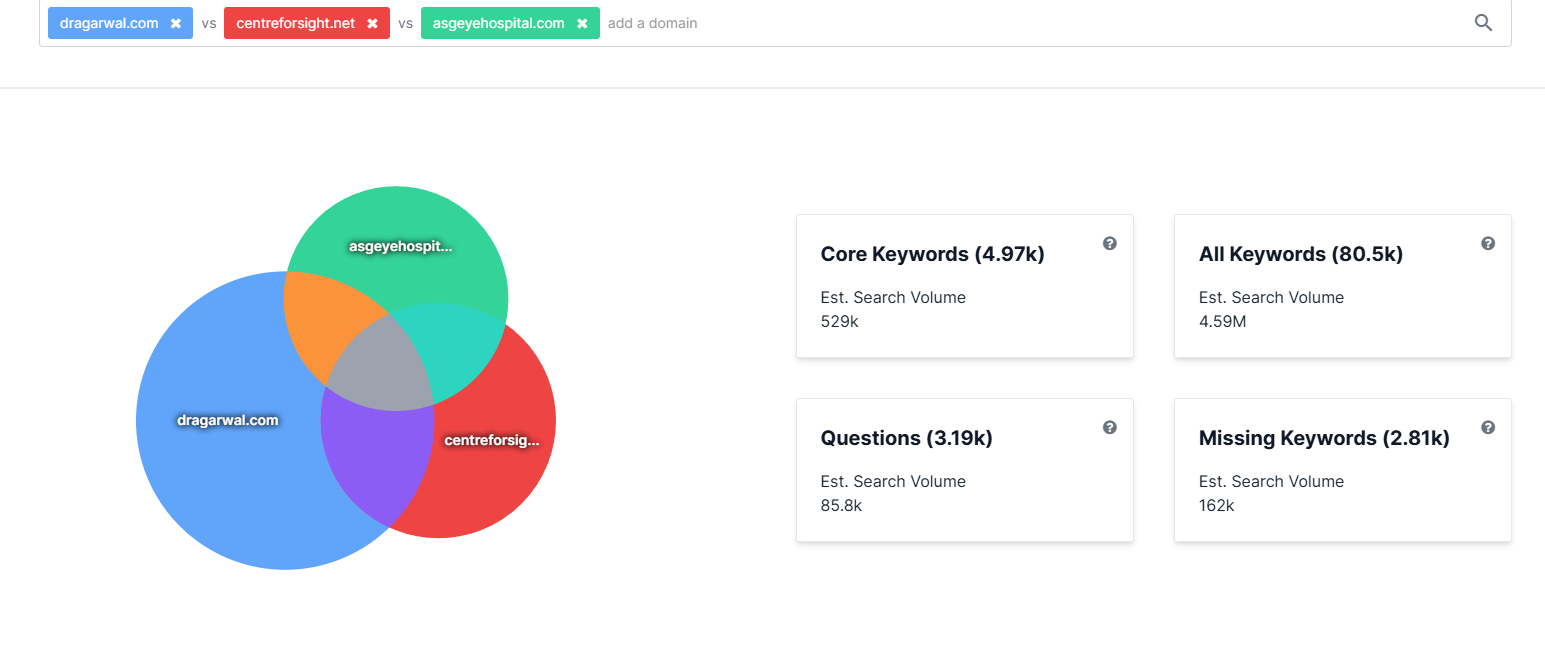 dragarwal.com ✖ vs centreforsight.net ✖ vs asgeyehospital.com ✖ add a domain
asgeyehospit...
dragarwal.com
centreforsig...
Core Keywords (4.97k)
Est. Search Volume
529k
All Keywords (80.5k)
Est. Search Volume
4.59M
Questions (3.19k)
Est. Search Volume
85.8k
Missing Keywords (2.81k)
Est. Search Volume
162k